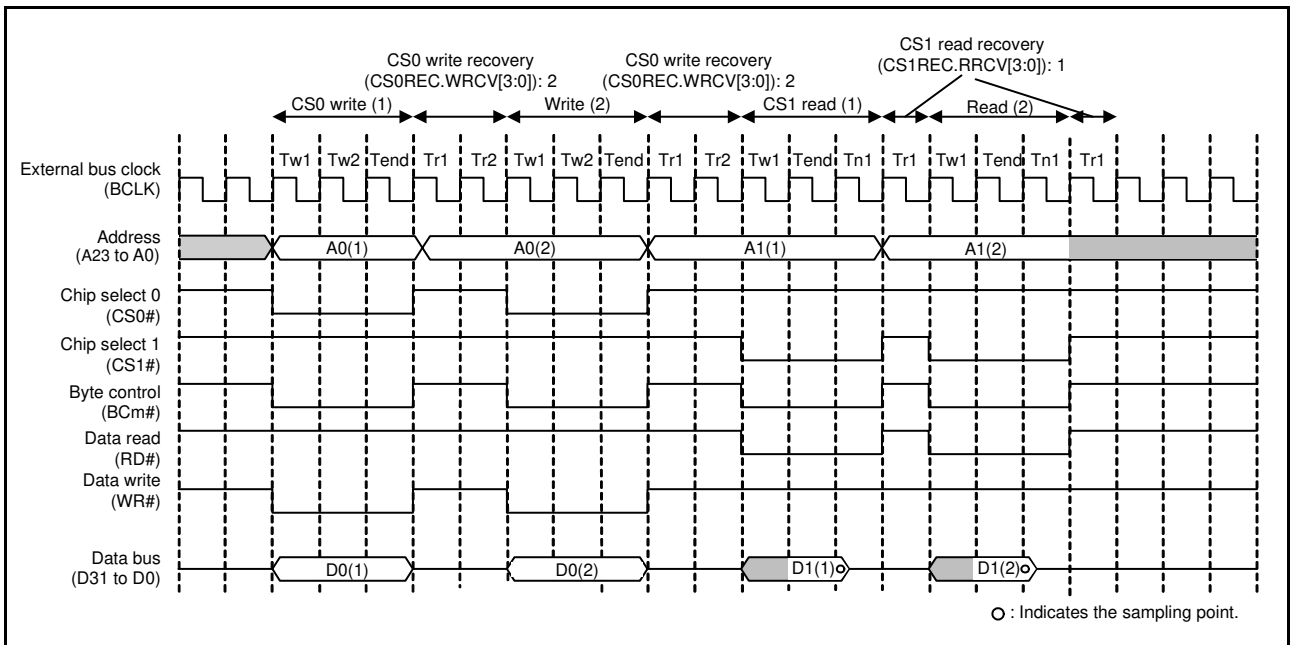 CS1 read recovery
(CS1REC.RRCV[3:0]): 1
CS0 write recovery
(CS0REC.WRCV[3:0]): 2
CS0 write recovery
(CS0REC.WRCV[3:0]): 2
CS0 write (1)
Write (2)
CS1 read (1)
Read (2)
Tw1 Tw2 Tend Tr1 Tr2 Tw1 Tw2 Tend Tr1 Tr2 Tw1 Tend Tn1 Tr1 Tw1 Tend Tn1 Tr1
External bus clock
(BCLK)
Address
(A23 to A0)
A0(1) A0(2) A1(1) A1(2)
Chip select 0
(CS0#)
Chip select 1
(CS1#)
Byte control
(BCm#)
Data read
(RD#)
Data write
(WR#)
Data bus
(D31 to D0)
D0(1) D0(2) D1(1) D1(2)
: Indicates the sampling point.